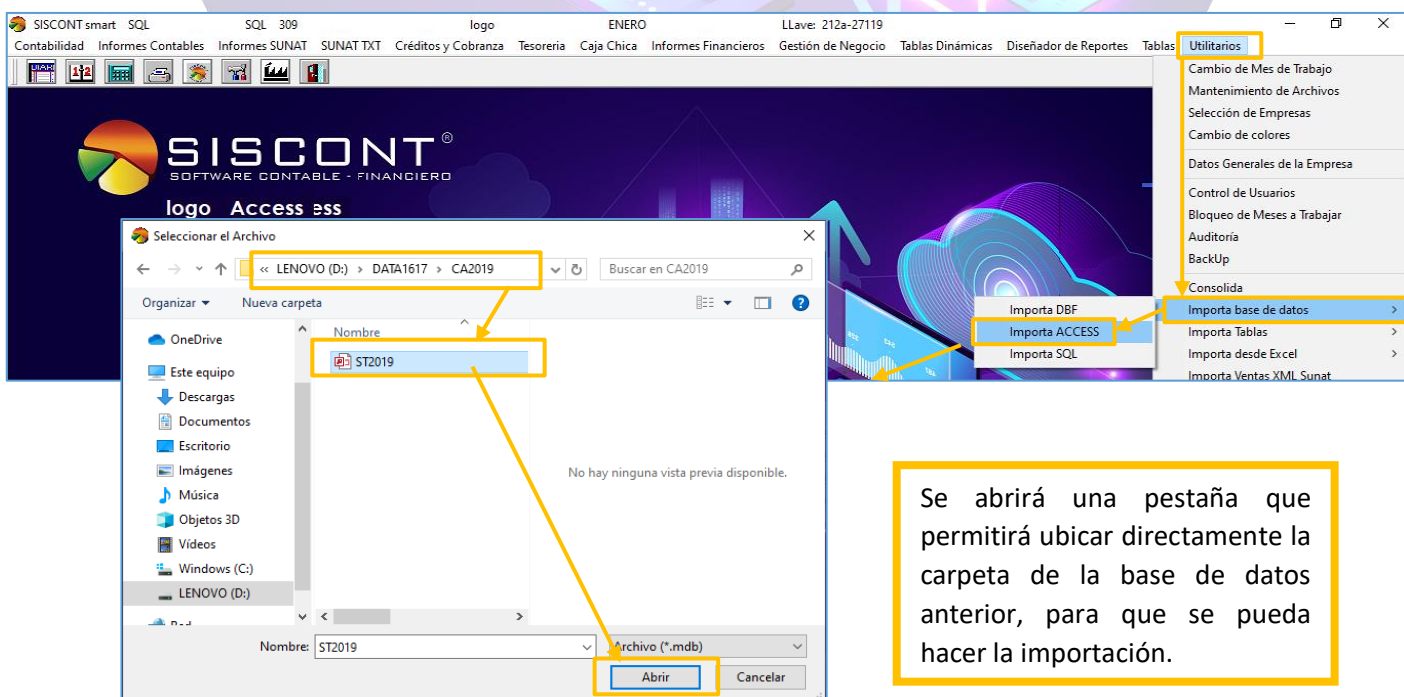 SISCONT smart SQL SQL 309 logo ENERO LLave: 212a-27119
Contabilidad Informes Contables Informes SUNAT SUNAT TXT Créditos y Cobranza Tesoreria Caja Chica Informes Financieros Gestión de Negocio Tablas Dinámicas Diseñador de Reportes Tablas Utilitarios
Cambio de Mes de Trabajo
Mantenimiento de Archivos
Selección de Empresas
Cambio de colores
Datos Generales de la Empresa
Control de Usuarios
Bloqueo de Meses a Trabajar
Auditoría
BackUp
Consolida
Importa base de datos >
Importa Tablas >
Importa desde Excel >
Importa Ventas XML Sunat
Importa DBF
Importa ACCESS
Importa SQL
SISCONT®
SOFTWARE CONTABLE - FINANCIERO
logo Access ess
Seleccionar el Archivo
« LENOVO (D:) > DATA1617 > CA2019 Buscar en CA2019
Organizar Nueva carpeta
Nombre
ST2019
OneDrive
Este equipo
Descargas
Documentos
Escritorio
Imágenes
Música
Objetos 3D
Vídeos
Windows (C:)
LENOVO (D:)
No hay ninguna vista previa disponible.
Nombre: ST2019 Archivo (*.mdb)
Abrir Cancelar
Se abrirá una pestaña que
permitirá ubicar directamente la
carpeta de la base de datos
anterior, para que se pueda
hacer la importación.